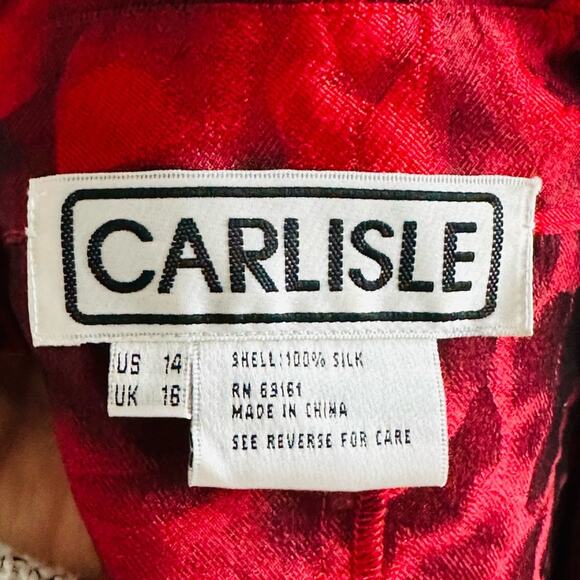 CARLISLE
US 14
UK 16
SHELL:100% SILK
RN 69161
MADE IN CHINA
SEE REVERSE FOR CARE